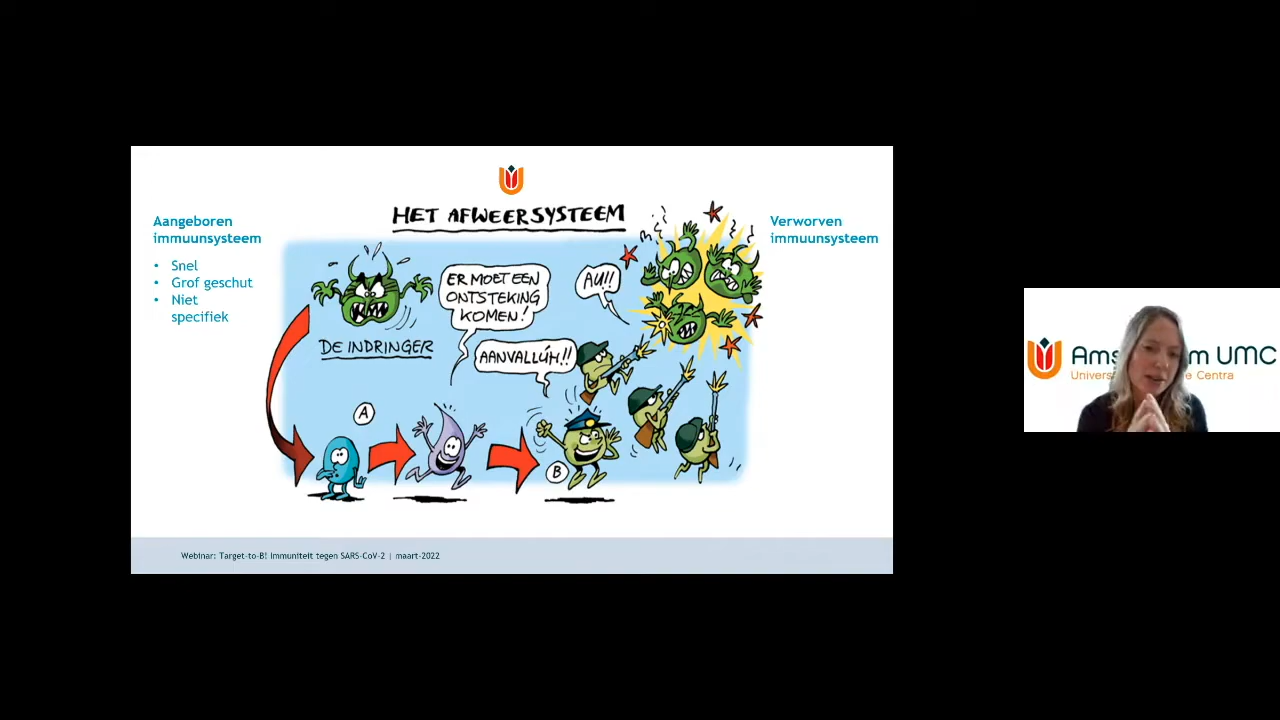 HET AFWEERSYSTEEM
Aangeboren
immuunsysteem
• Snel
• Grof geschut
• Niet
specifiek
Verworven
immuunsysteem
DE INDRINGER
ER MOET EEN
ONTSTEKING
KOMEN!
AU!!
AANVALLÚH!!
A
B
Webinar: Target-to-B! Immuniteit tegen SARS-CoV-2 | maart-2022
Ams m UMC
Univers e Centra